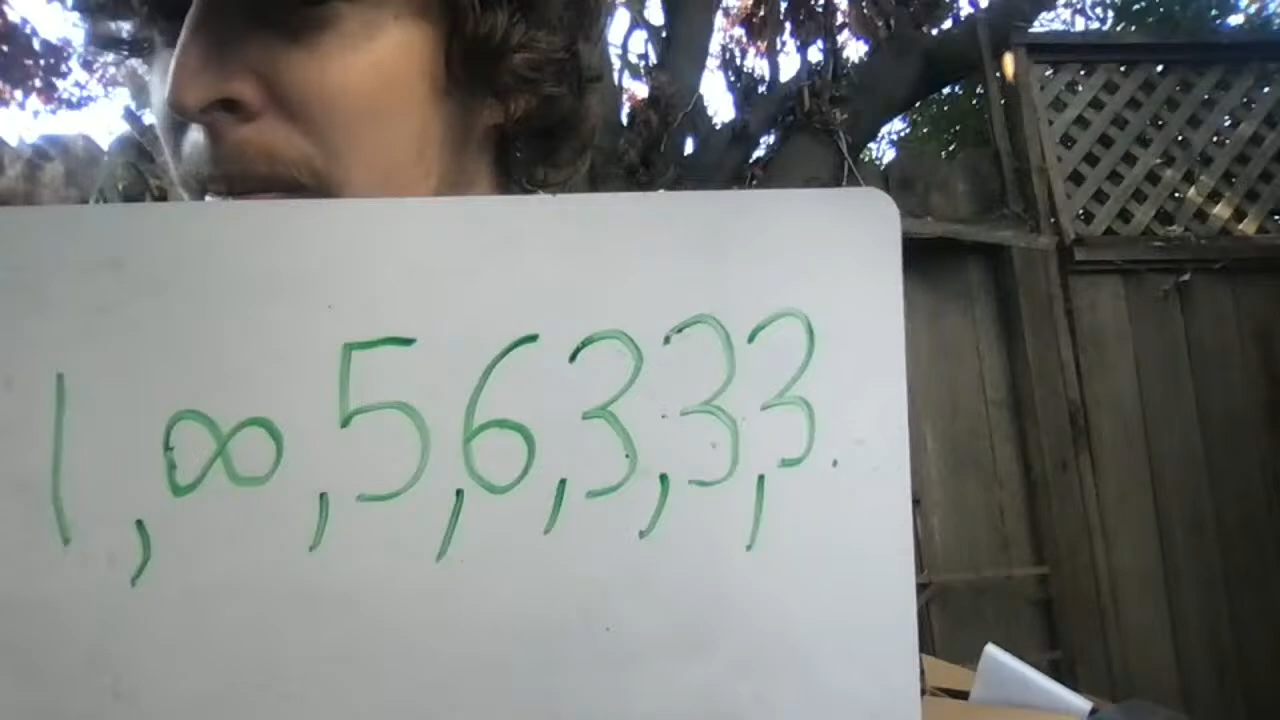 1, ∞, 5, 6, 3, 3, 3